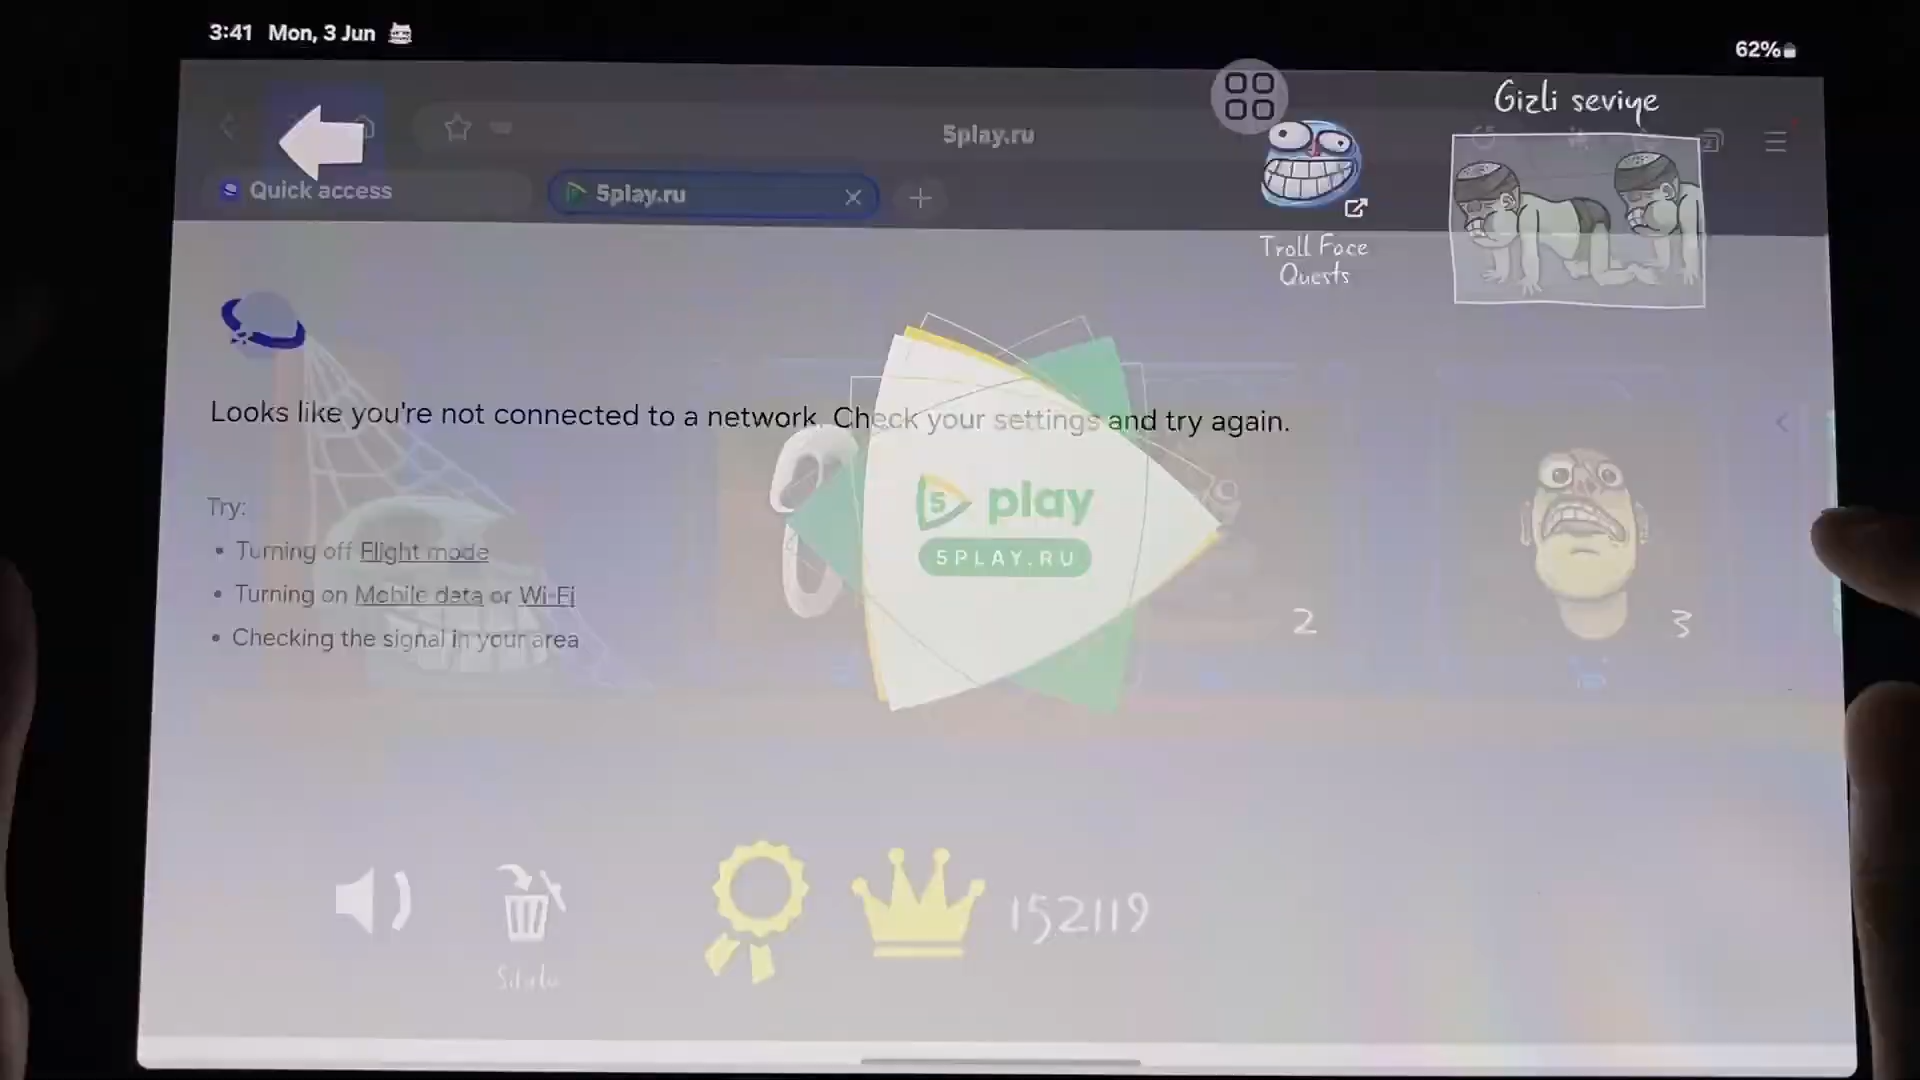 3:41 Mon, 3 Jun
62%
5play.ru
Gizli seviye
Quick access
5play.ru
Troll Face
Quests
Looks like you're not connected to a network. Check your settings and try again.
5 play
5PLAY.RU
Try:
• Turning off Flight mode
• Turning on Mobile data or Wi-Fi
• Checking the signal in your area
2
3
152119